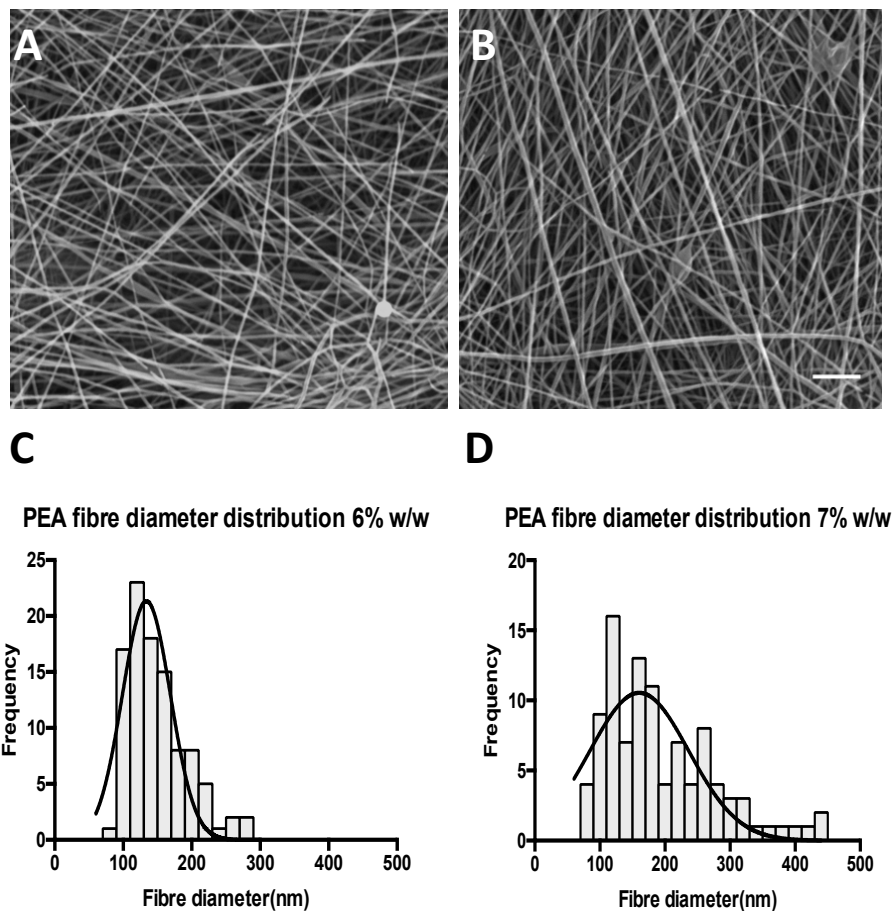 A
B
C
D
PEA fibre diameter distribution 6% w/w
25
20
15
10
5
0
Frequency
0 100 200 300 400 500
Fibre diameter(nm)
PEA fibre diameter distribution 7% w/w
20
15
10
5
0
Frequency
0 100 200 300 400 500
Fibre diameter(nm)